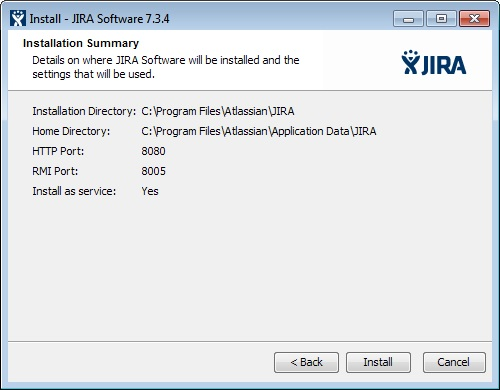 Install - JIRA Software 7.3.4
Installation Summary
Details on where JIRA Software will be installed and the
settings that will be used.
JIRA
Installation Directory: C:\Program Files\Atlassian\JIRA
Home Directory: C:\Program Files\Atlassian\Application Data\JIRA
HTTP Port: 8080
RMI Port: 8005
Install as service: Yes
< Back Install Cancel